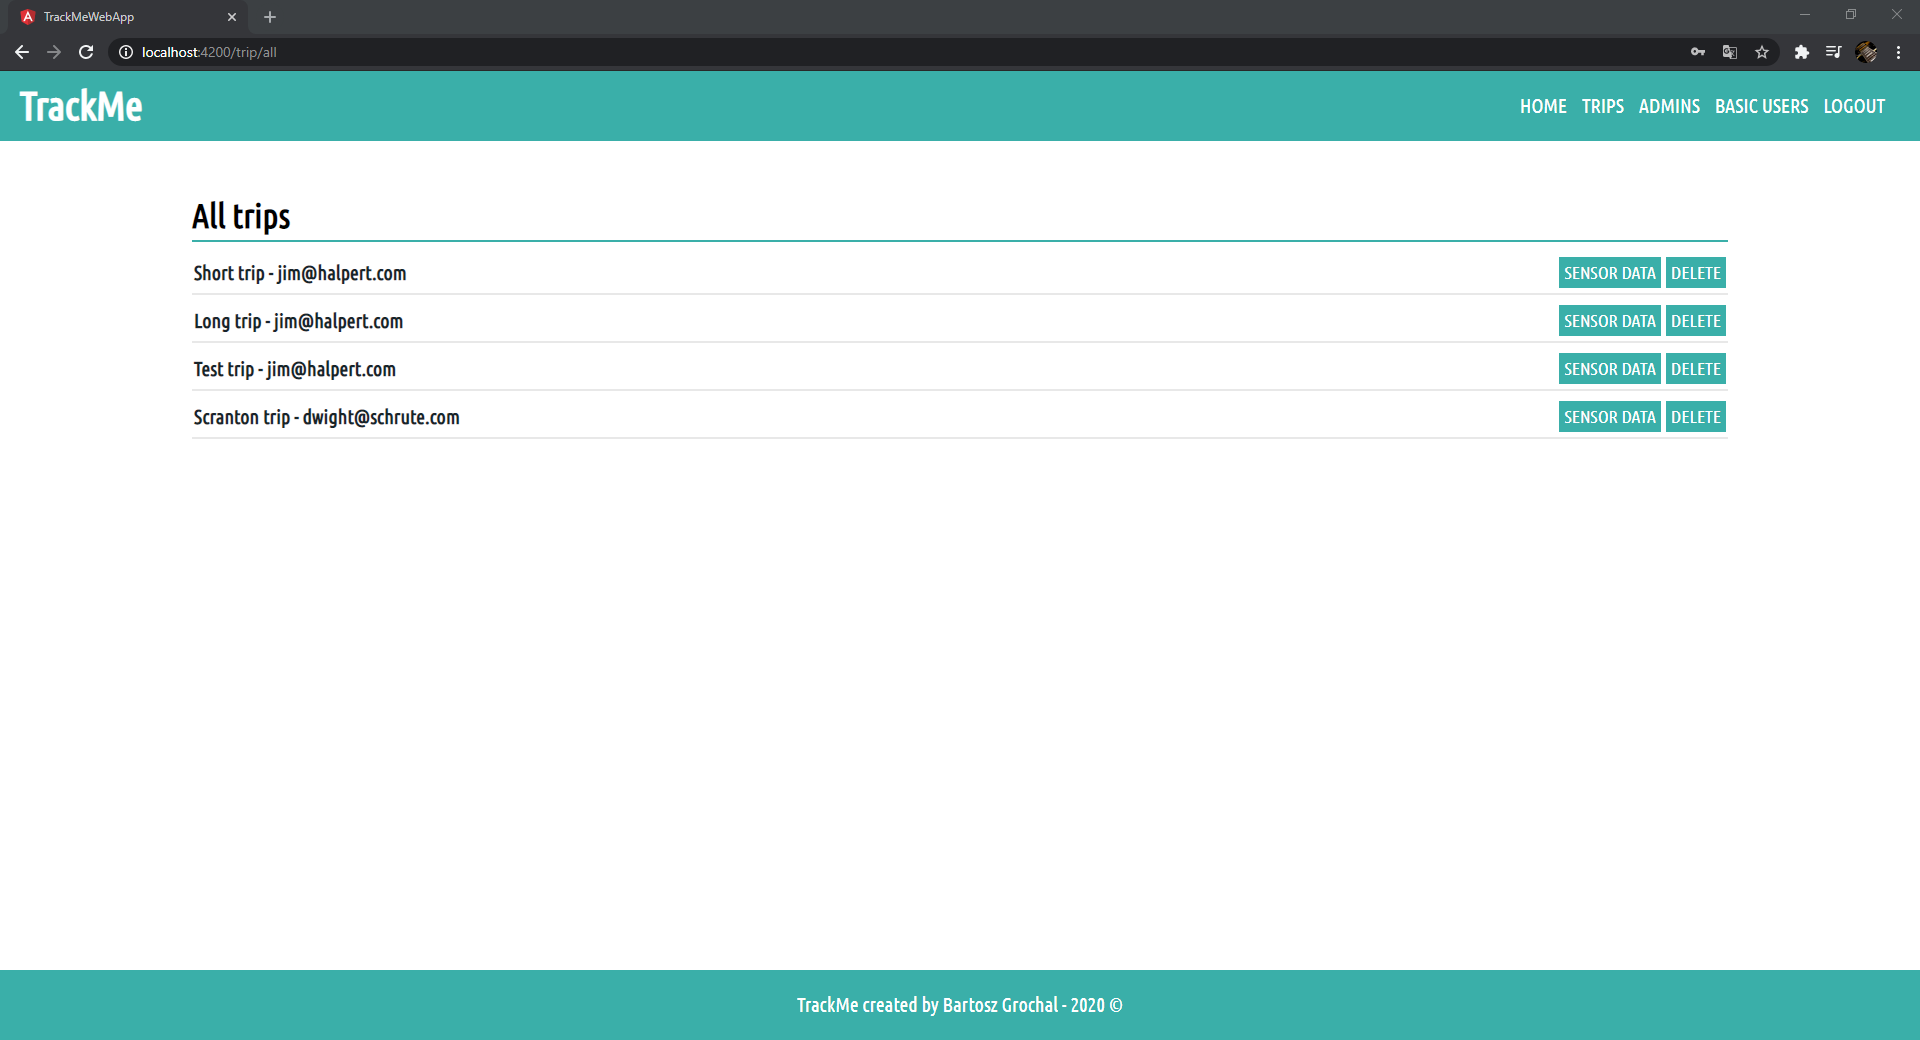 TrackMeWebApp
localhost:4200/trip/all
TrackMe
HOME TRIPS ADMINS BASIC USERS LOGOUT
All trips
Short trip - jim@halpert.com SENSOR DATA DELETE
Long trip - jim@halpert.com SENSOR DATA DELETE
Test trip - jim@halpert.com SENSOR DATA DELETE
Scranton trip - dwight@schrute.com SENSOR DATA DELETE
TrackMe created by Bartosz Grochal - 2020 ©